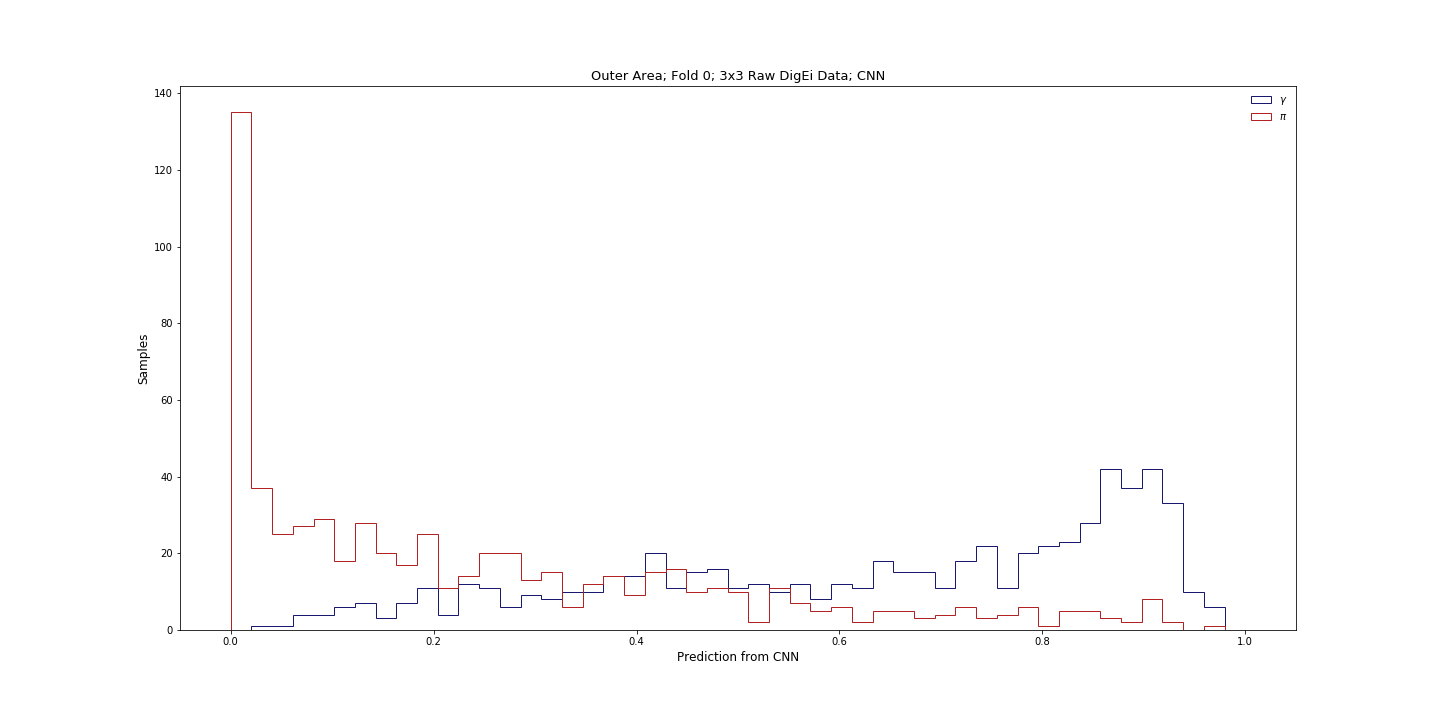 Outer Area; Fold 0; 3x3 Raw DigEi Data; CNN
γ
π
140
120
100
80
60
40
20
0
Samples
0.0 0.2 0.4 0.6 0.8 1.0
Prediction from CNN